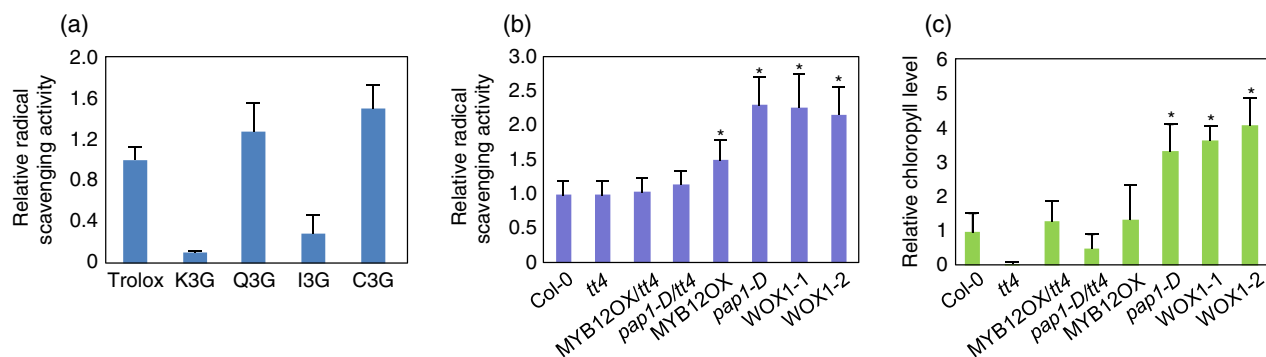 (a)
Relative radical
scavenging activity
2.0
1.6
1.2
0.4
0
Trolox K3G Q3G I3G C3G
(b)
Relative radical
scavenging activity
3.0
2.5
2.0
1.5
1.0
0.5
0
* * * *
Col-0
tt4
MYB12OX/tt4
pap1-D/tt4
MYB12OX
pap1-D
WOX1-1
WOX1-2
(c)
Relative chloropyll level
6
5
4
3
2
1
0
* * *
Col-0
tt4
MYB12OX/tt4
pap1-D/tt4
MYB12OX
pap1-D
WOX1-1
WOX1-2